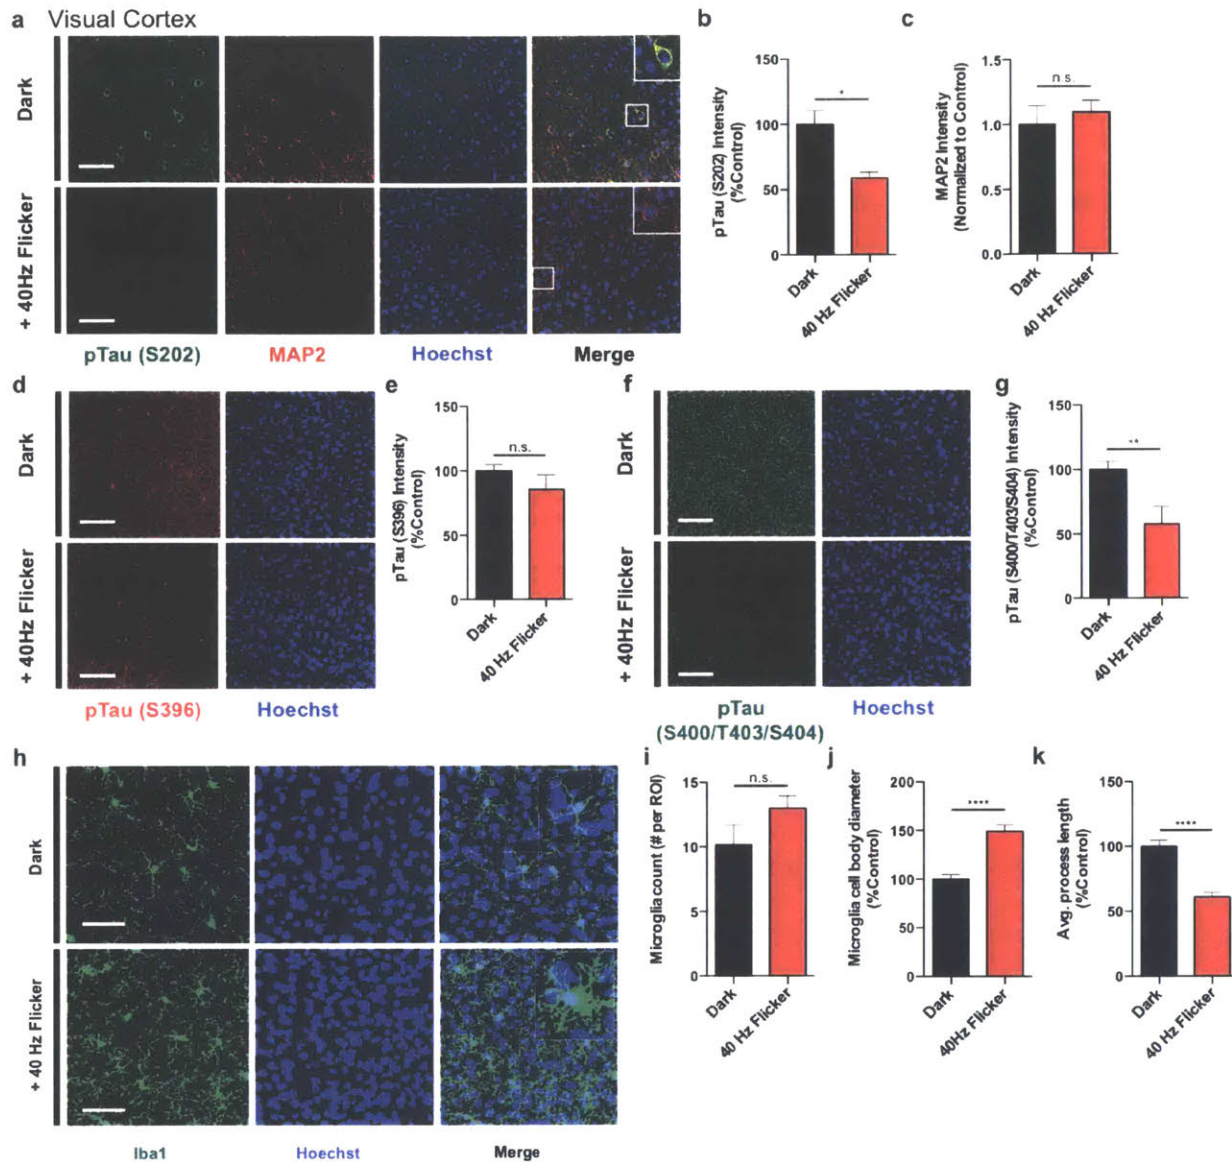 a Visual Cortex
Dark
+ 40Hz Flicker
pTau (S202) MAP2 Hoechst Merge
b
pTau (S202) Intensity
(%Control)
150
100
50
0
*
Dark
40 Hz Flicker
c
MAP2 Intensity
(Normalized to Control)
1.5
1.0
0.5
0.0
n.s.
Dark
40 Hz Flicker
d
Dark
+ 40Hz Flicker
pTau (S396) Hoechst
e
pTau (S396) Intensity
(%Control)
150
100
50
0
n.s.
Dark
40 Hz Flicker
f
Dark
+ 40Hz Flicker
pTau
(S400/T403/S404)
Hoechst
g
pTau (S400/T403/S404) Intensity
(%Control)
150
100
50
0
**
Dark
40 Hz Flicker
h
Dark
+ 40 Hz Flicker
Iba1 Hoechst Merge
i
Microglia count (# per ROI)
15
10
5
0
n.s.
Dark
40 Hz Flicker
j
Microglia cell body diameter
(%Control)
200
150
100
50
0
****
Dark
40Hz Flicker
k
Avg. process length
(%Control)
150
100
50
0
****
Dark
40 Hz Flicker